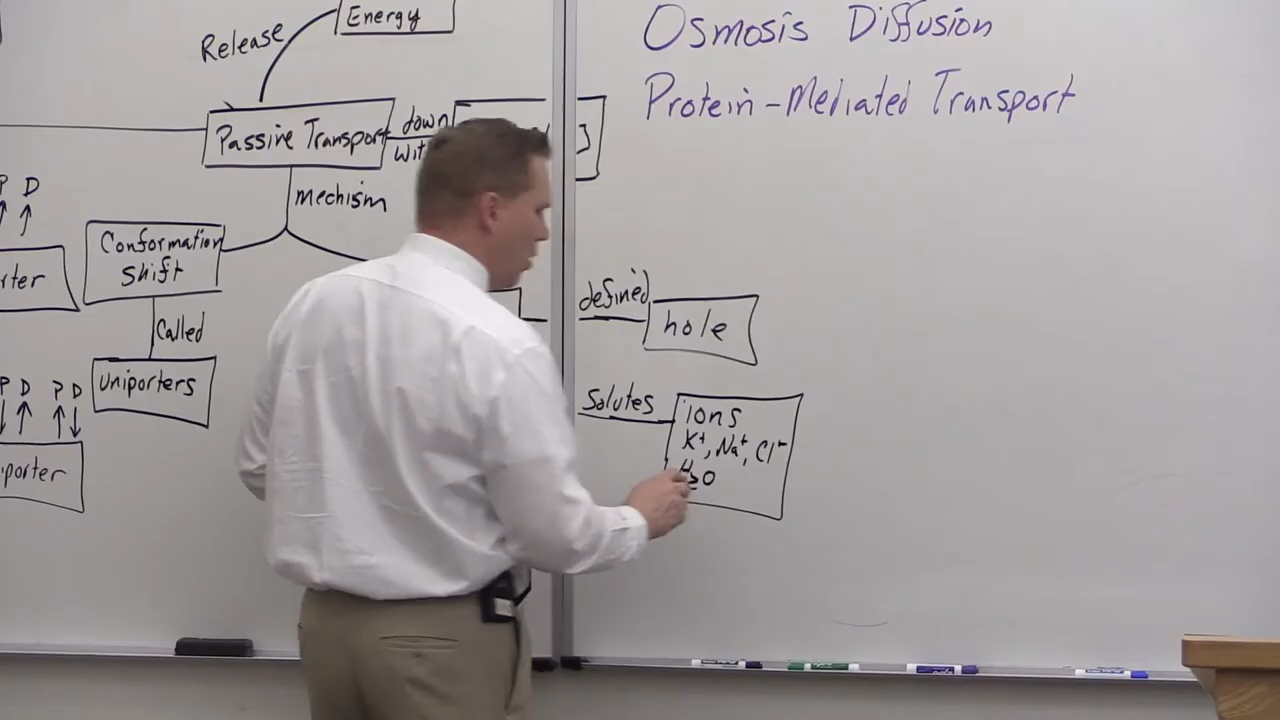 Energy
Release
Osmosis Diffusion
Protein-Mediated Transport
Passive Transport
down
P D
mechism
Conformation
Shift
rter
defined
hole
Called
Uniporters
P D P D
porter
Solutes
ions
K+, Na+, Cl-
H2O